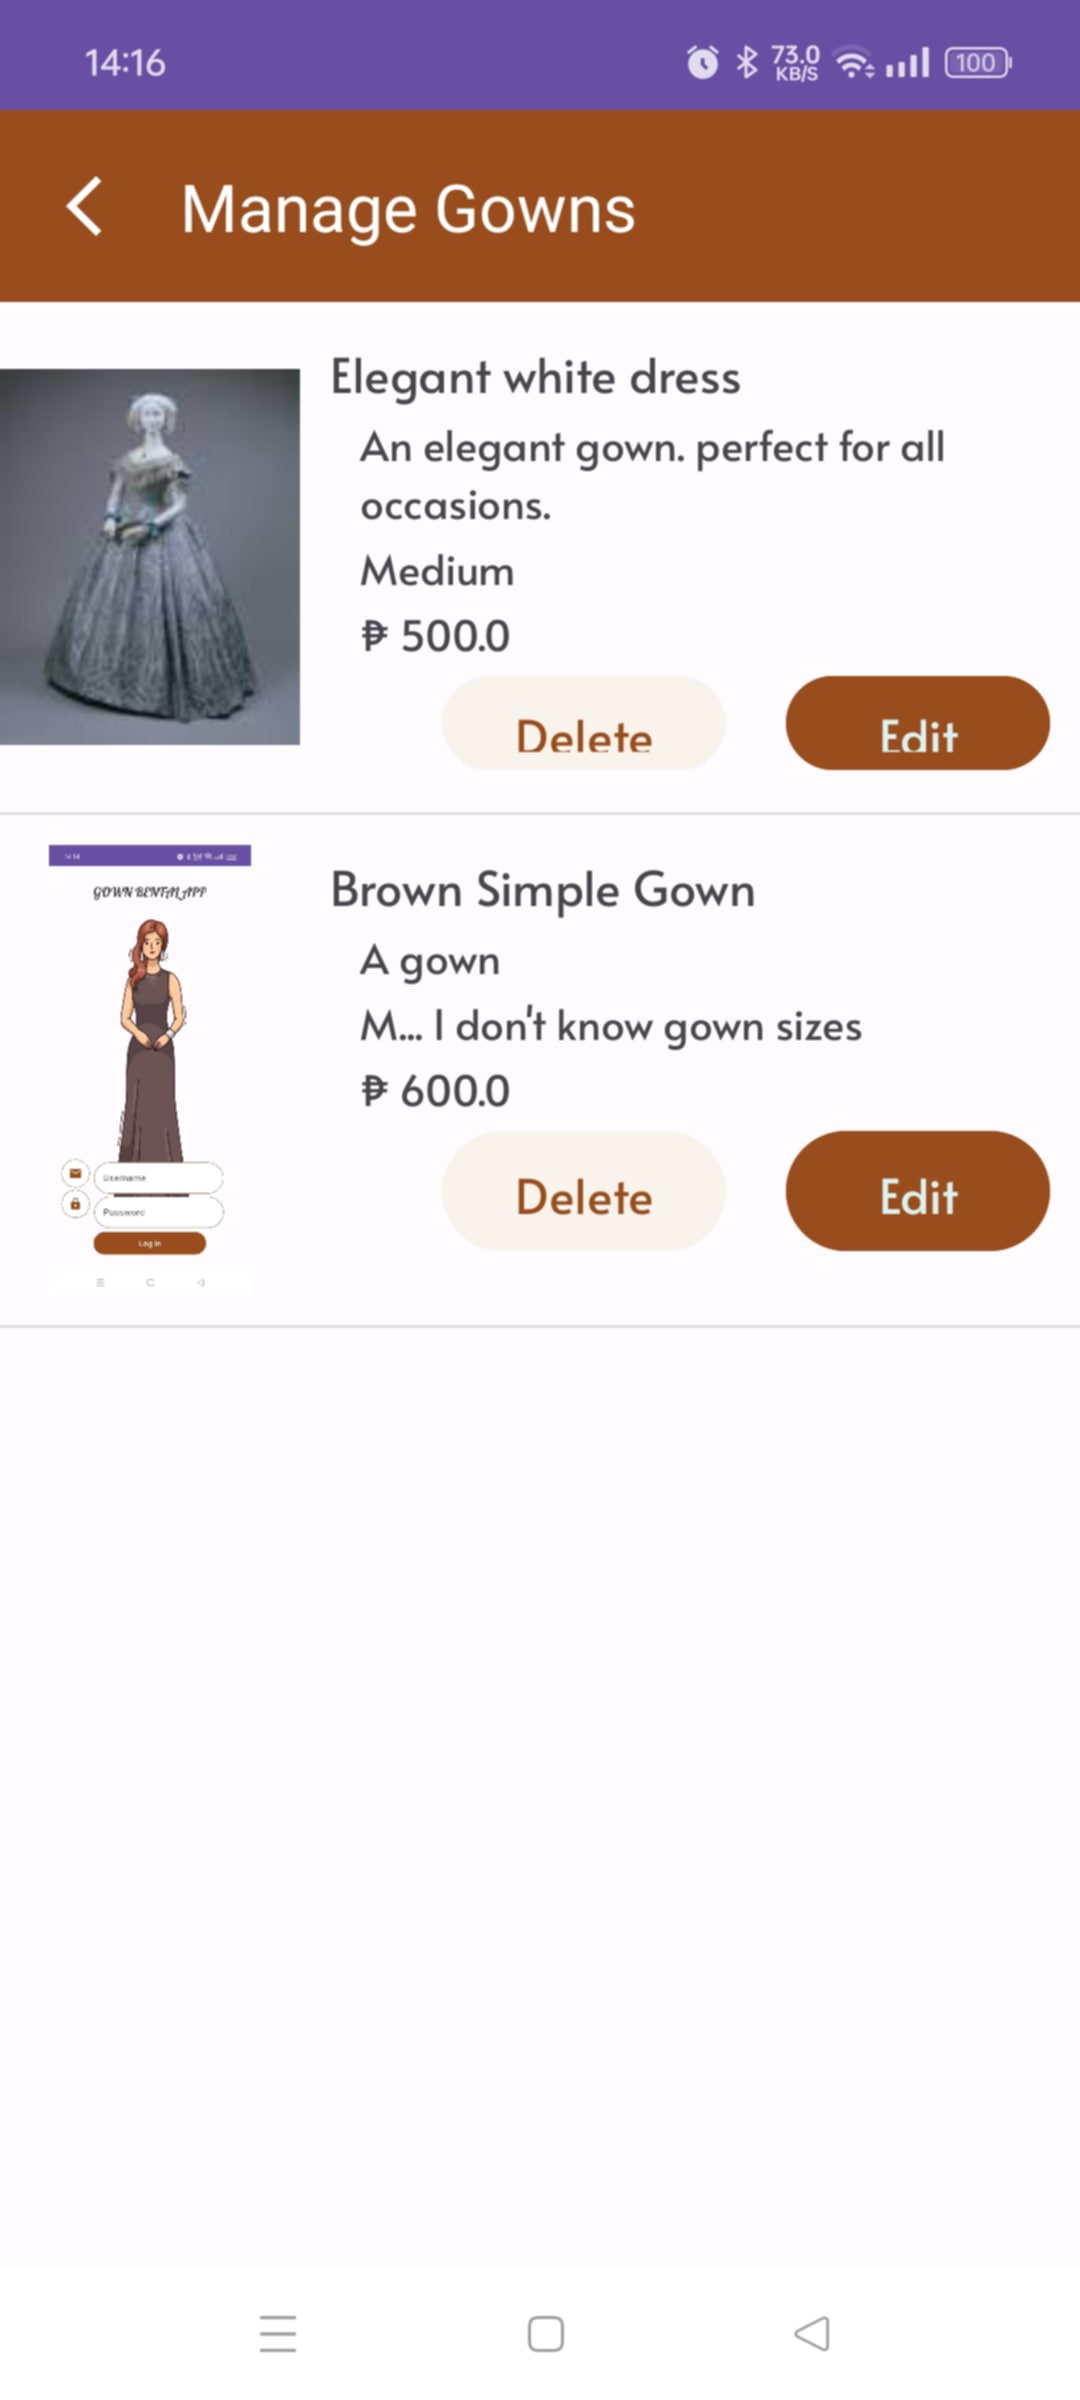 14:16
73.0
KB/S
100
Manage Gowns
Elegant white dress
An elegant gown. perfect for all
occasions.
Medium
₱ 500.0
Delete
Edit
GOWN RENTAL APP
Username
Password
Log in
Brown Simple Gown
A gown
M... I don't know gown sizes
₱ 600.0
Delete
Edit